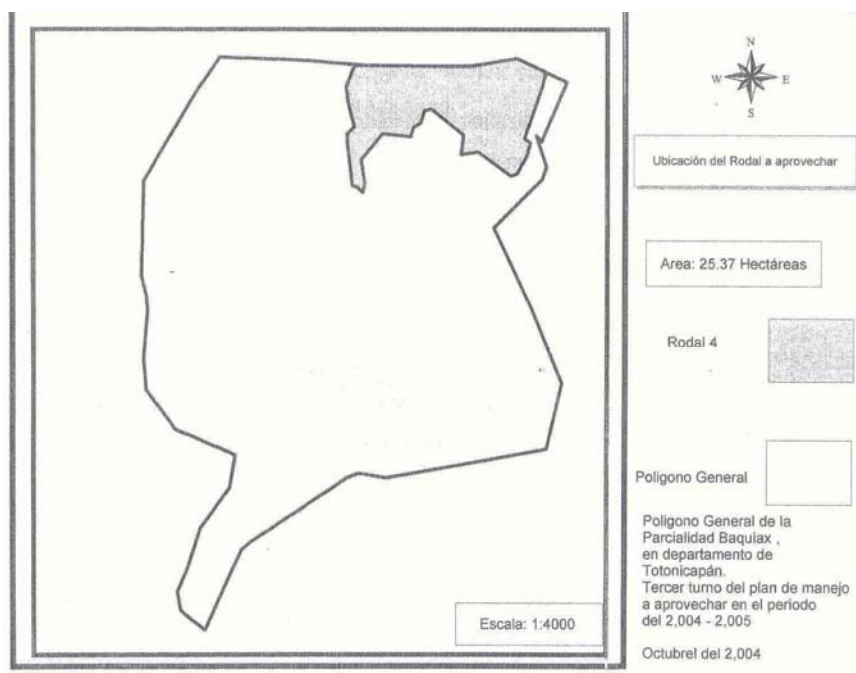 N
W E
S
Ubicación del Rodal a aprovechar
Area: 25.37 Hectáreas
Rodal 4
Poligono General
Poligono General de la
Parcialidad Baquiax ,
en departamento de
Totonicapán.
Tercer turno del plan de manejo
a aprovechar en el periodo
del 2,004 - 2,005
Octubrel del 2,004
Escala: 1:4000